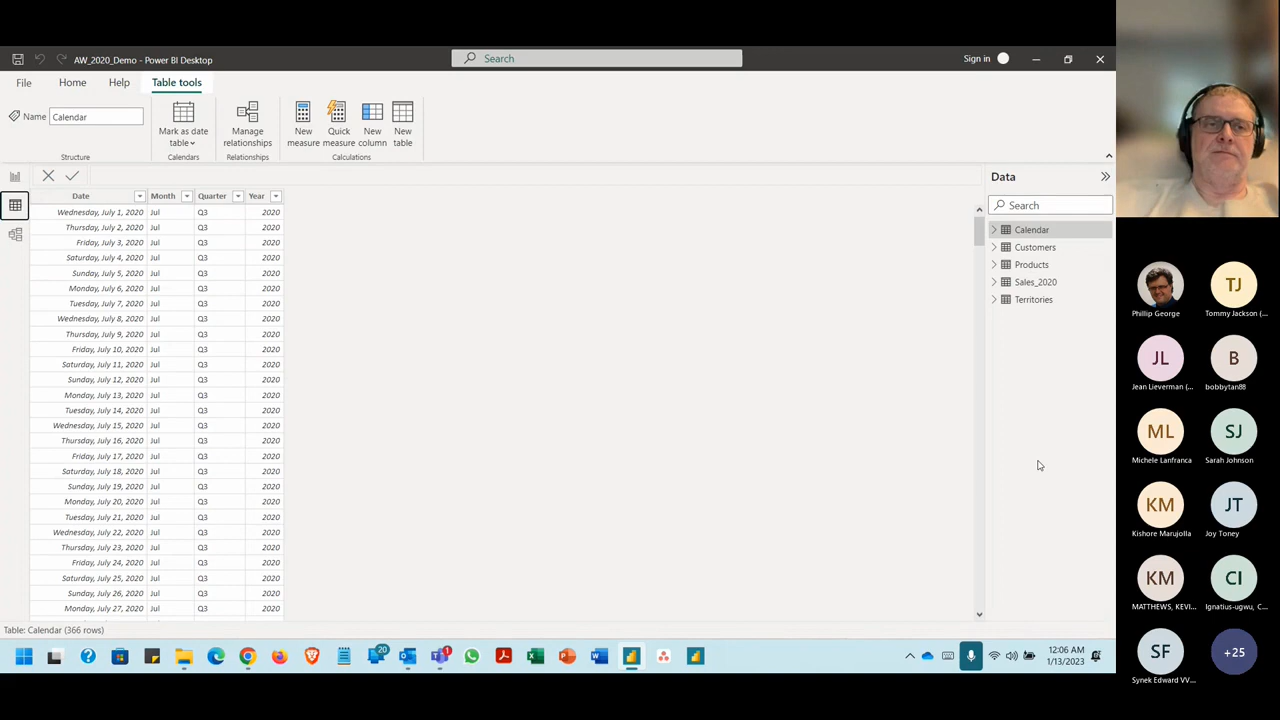 AW_2020_Demo - Power BI Desktop
Search
Sign in
File
Home
Help
Table tools
Name
Calendar
Mark as date table
Manage relationships
New measure
Quick measure
New column
New table
Structure
Calendars
Relationships
Calculations
Date Month Quarter Year
Wednesday, July 1, 2020 Jul Q3 2020
Thursday, July 2, 2020 Jul Q3 2020
Friday, July 3, 2020 Jul Q3 2020
Saturday, July 4, 2020 Jul Q3 2020
Sunday, July 5, 2020 Jul Q3 2020
Monday, July 6, 2020 Jul Q3 2020
Tuesday, July 7, 2020 Jul Q3 2020
Wednesday, July 8, 2020 Jul Q3 2020
Thursday, July 9, 2020 Jul Q3 2020
Friday, July 10, 2020 Jul Q3 2020
Saturday, July 11, 2020 Jul Q3 2020
Sunday, July 12, 2020 Jul Q3 2020
Monday, July 13, 2020 Jul Q3 2020
Tuesday, July 14, 2020 Jul Q3 2020
Wednesday, July 15, 2020 Jul Q3 2020
Thursday, July 16, 2020 Jul Q3 2020
Friday, July 17, 2020 Jul Q3 2020
Saturday, July 18, 2020 Jul Q3 2020
Sunday, July 19, 2020 Jul Q3 2020
Monday, July 20, 2020 Jul Q3 2020
Tuesday, July 21, 2020 Jul Q3 2020
Wednesday, July 22, 2020 Jul Q3 2020
Thursday, July 23, 2020 Jul Q3 2020
Friday, July 24, 2020 Jul Q3 2020
Saturday, July 25, 2020 Jul Q3 2020
Sunday, July 26, 2020 Jul Q3 2020
Monday, July 27, 2020 Jul Q3 2020
Table: Calendar (366 rows)
Data
Search
Calendar
Customers
Products
Sales_2020
Territories
20
1
12:06 AM
1/13/2023
Phillip George
TJ
Tommy Jackson (...
JL
Jean Lieverman (...
B
bobbytan88
ML
Michele Lanfranca
SJ
Sarah Johnson
KM
Kishore Marujolla
JT
Joy Toney
KM
MATTHEWS, KEVI...
CI
Ignatius-ugwu, C...
SF
Synek Edward VV...
+25